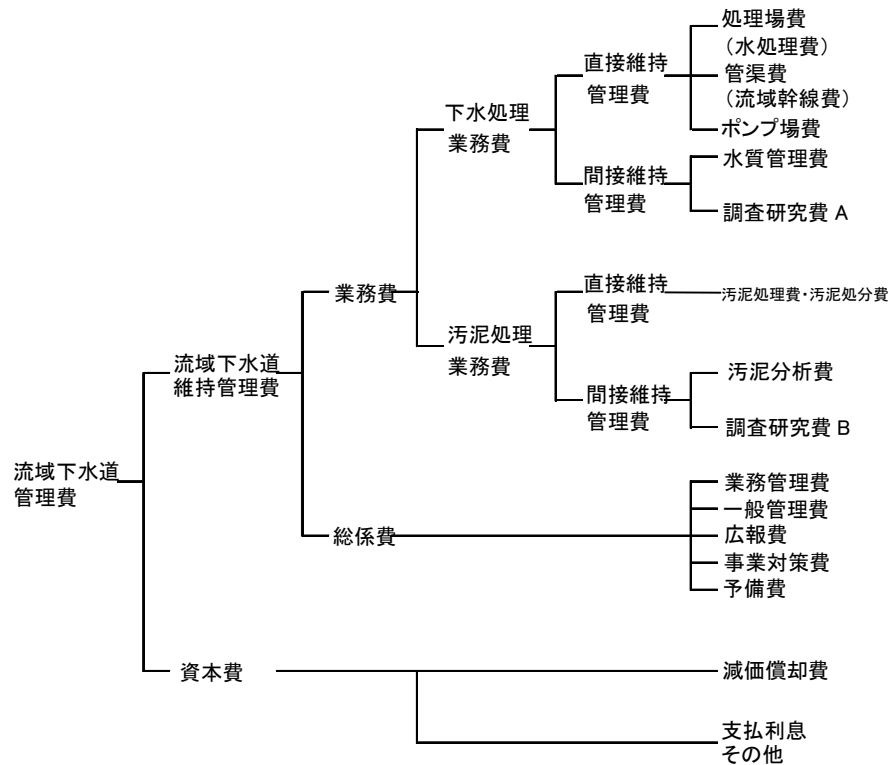 処理場費
（水処理費）
管渠費
（流域幹線費）
ポンプ場費
直接維持
管理費
下水処理
業務費
間接維持
管理費
水質管理費
調査研究費 A
業務費
直接維持
管理費
汚泥処理費・汚泥処分費
汚泥処理
業務費
間接維持
管理費
汚泥分析費
調査研究費 B
流域下水道
維持管理費
流域下水道
管理費
総係費
業務管理費
一般管理費
広報費
事業対策費
予備費
資本費
減価償却費
支払利息
その他